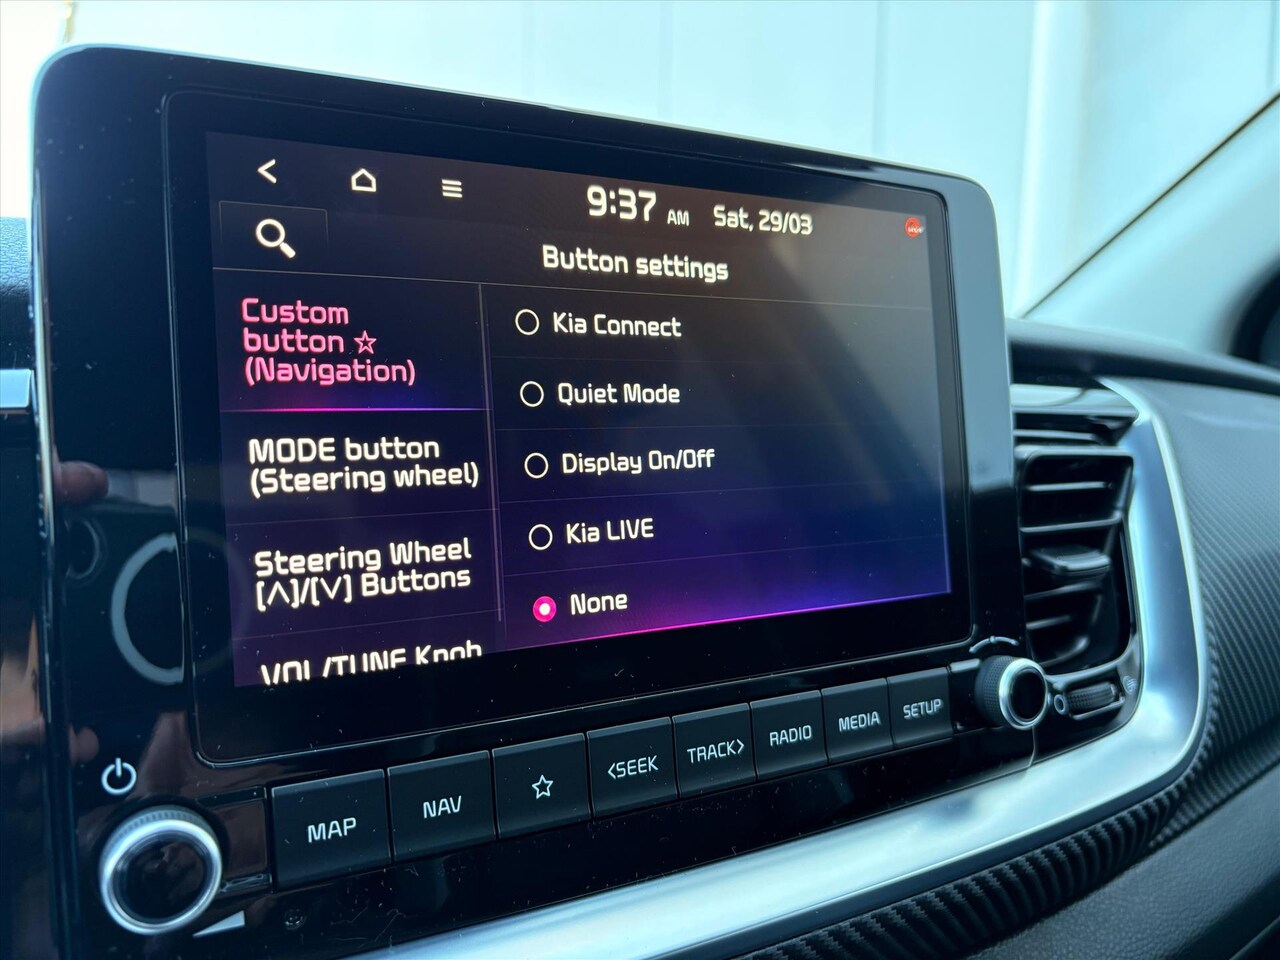 9:37 AM Sat, 29/03
Button settings
Custom
button ☆
(Navigation)
MODE button
(Steering wheel)
Steering Wheel
[∧]/[∨] Buttons
VOL/TUNE Knob
Kia Connect
Quiet Mode
Display On/Off
Kia LIVE
None
MAP
NAV
☆
<SEEK
TRACK>
RADIO
MEDIA
SETUP